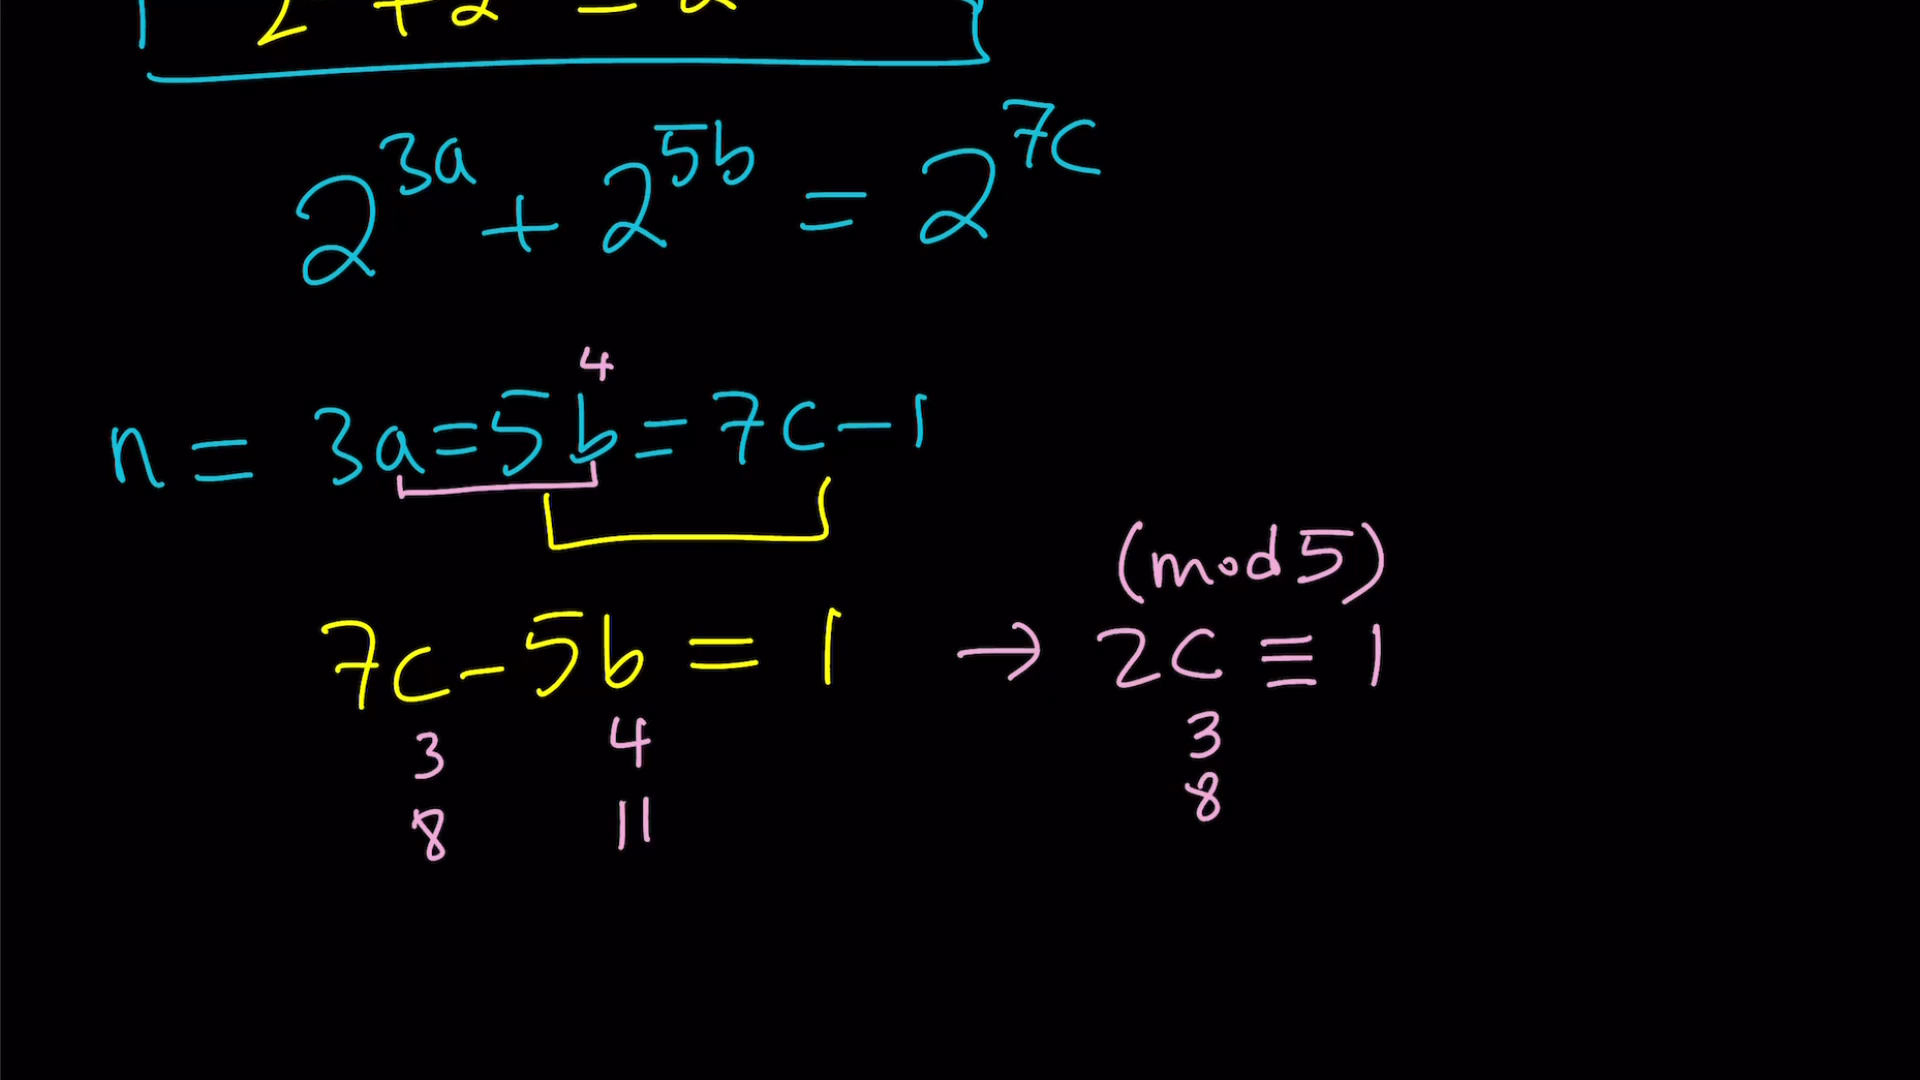 2^{3a} + 2^{5b} = 2^{7c}
4
n = 3a = 5b = 7c - 1
(mod 5)
7c - 5b = 1 → 2c ≡ 1
3 4 3
8 11 8